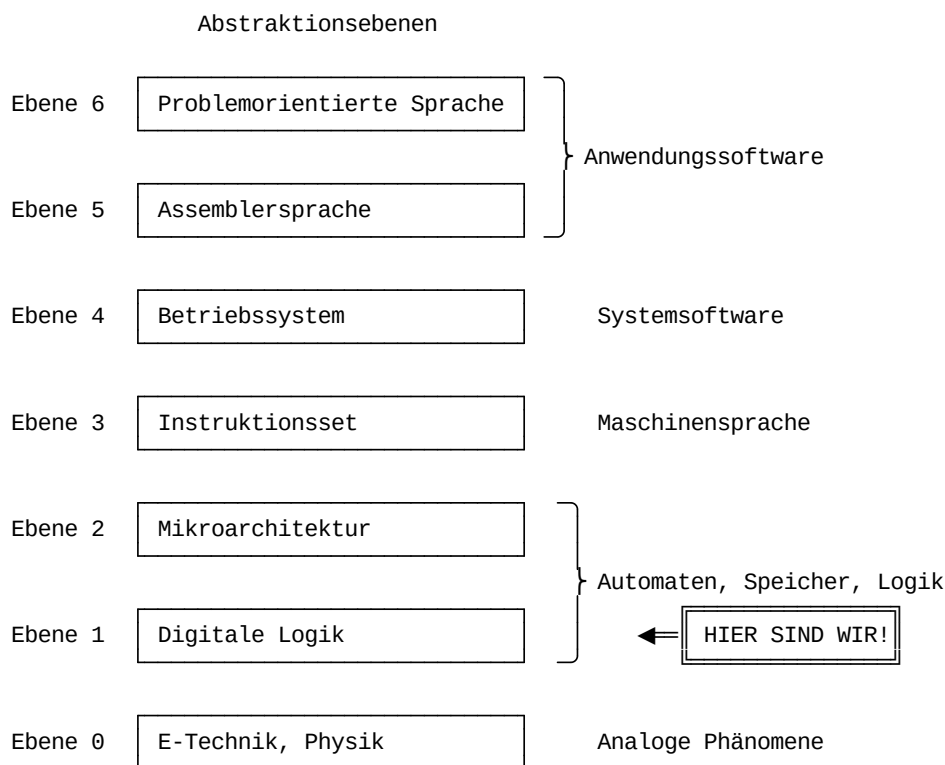 Abstraktionsebenen
Ebene 6 Problemorientierte Sprache
Anwendungssoftware
Ebene 5 Assemblersprache
Ebene 4 Betriebssystem Systemsoftware
Ebene 3 Instruktionsset Maschinensprache
Ebene 2 Mikroarchitektur
Automaten, Speicher, Logik
Ebene 1 Digitale Logik HIER SIND WIR!
Ebene 0 E-Technik, Physik Analoge Phänomene